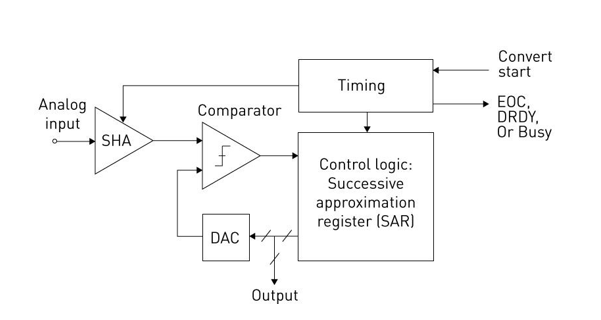 Convert
start
Timing
EOC,
DRDY,
Or Busy
Analog
input
SHA
Comparator
Control logic:
Successive
approximation
register (SAR)
DAC
Output